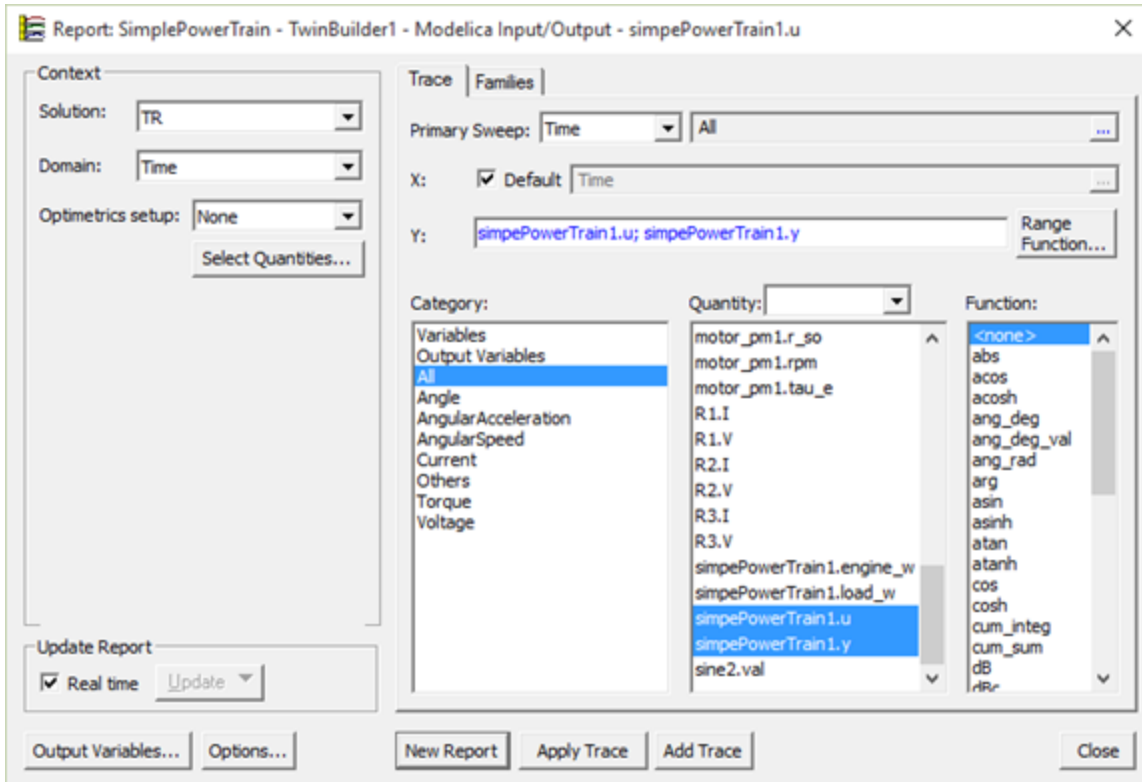 Report: SimplePowerTrain - TwinBuilder1 - Modelica Input/Output - simpePowerTrain1.u
Context
Solution: TR
Domain: Time
Optimetrics setup: None
Select Quantities...
Update Report
Real time Update
Output Variables... Options...
Trace Families
Primary Sweep: Time All ...
X: Default Time ...
Y: simpePowerTrain1.u; simpePowerTrain1.y Range Function...
Category:
Variables
Output Variables
All
Angle
AngularAcceleration
AngularSpeed
Current
Others
Torque
Voltage
Quantity:
motor_pm1.r_so
motor_pm1.rpm
motor_pm1.tau_e
R1.I
R1.V
R2.I
R2.V
R3.I
R3.V
simpePowerTrain1.engine_w
simpePowerTrain1.load_w
simpePowerTrain1.u
simpePowerTrain1.y
sine2.val
Function:
<none>
abs
acos
acosh
ang_deg
ang_deg_val
ang_rad
arg
asin
asinh
atan
atanh
cos
cosh
cum_integ
cum_sum
dB
dBc
New Report Apply Trace Add Trace Close